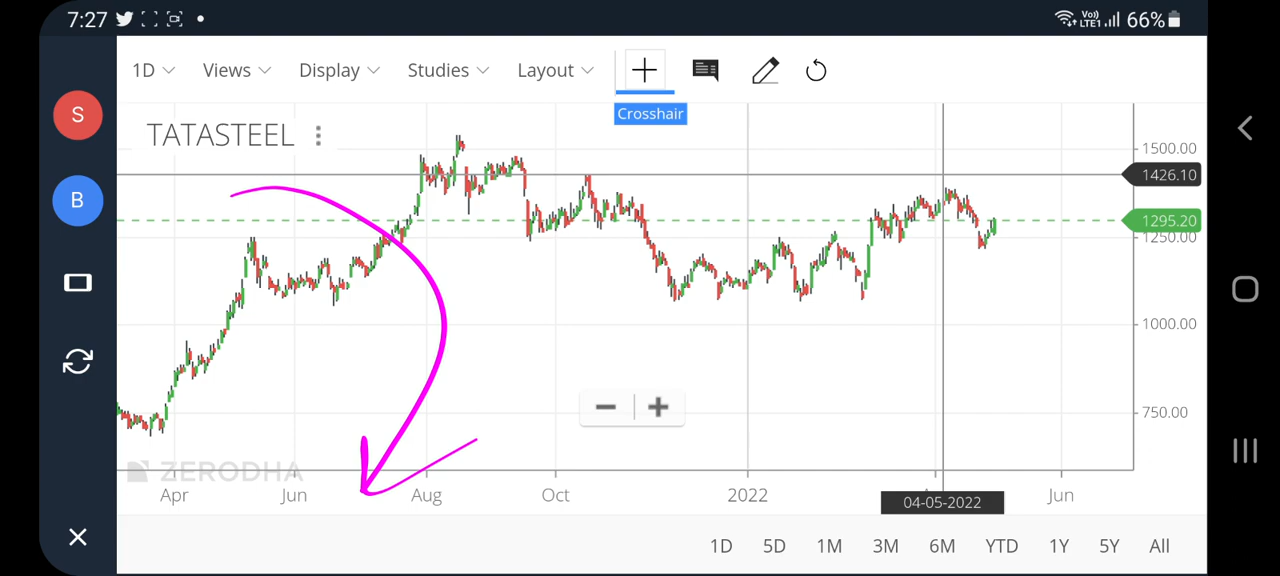 7:27 Vo) LTE1 66%
1D Views Display Studies Layout
Crosshair
S
TATASTEEL
1500.00
1426.10
B
1295.20
1250.00
1000.00
750.00
ZERODHA
Apr Jun Aug Oct 2022 04-05-2022 Jun
1D 5D 1M 3M 6M YTD 1Y 5Y All